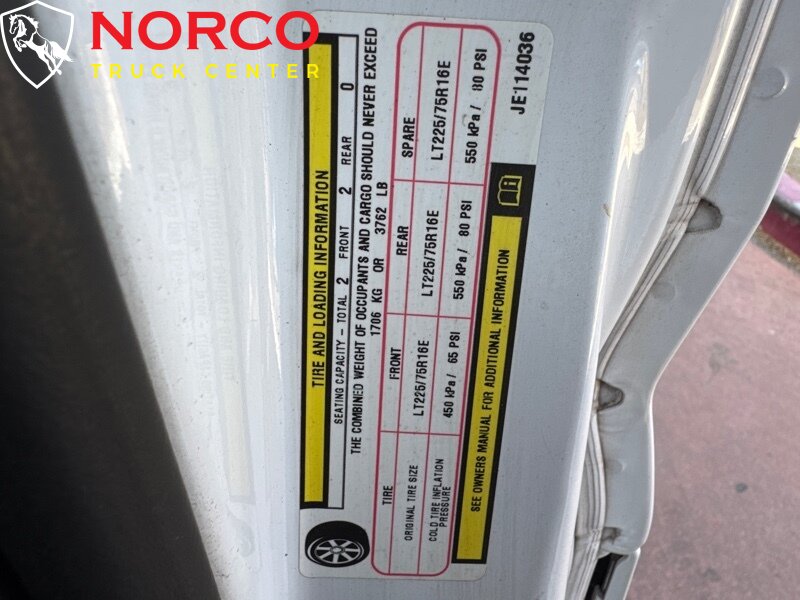 NORCO
TRUCK CENTER
TIRE AND LOADING INFORMATION
SEATING CAPACITY – TOTAL 2 FRONT 2 REAR 0
THE COMBINED WEIGHT OF OCCUPANTS AND CARGO SHOULD NEVER EXCEED
1706 KG OR 3762 LB
TIRE FRONT REAR SPARE
ORIGINAL TIRE SIZE LT225/75R16E LT225/75R16E LT225/75R16E
COLD TIRE INFLATION
PRESSURE 450 kPa / 65 PSI 550 kPa / 80 PSI 550 kPa / 80 PSI
SEE OWNERS MANUAL FOR ADDITIONAL INFORMATION
JE114036